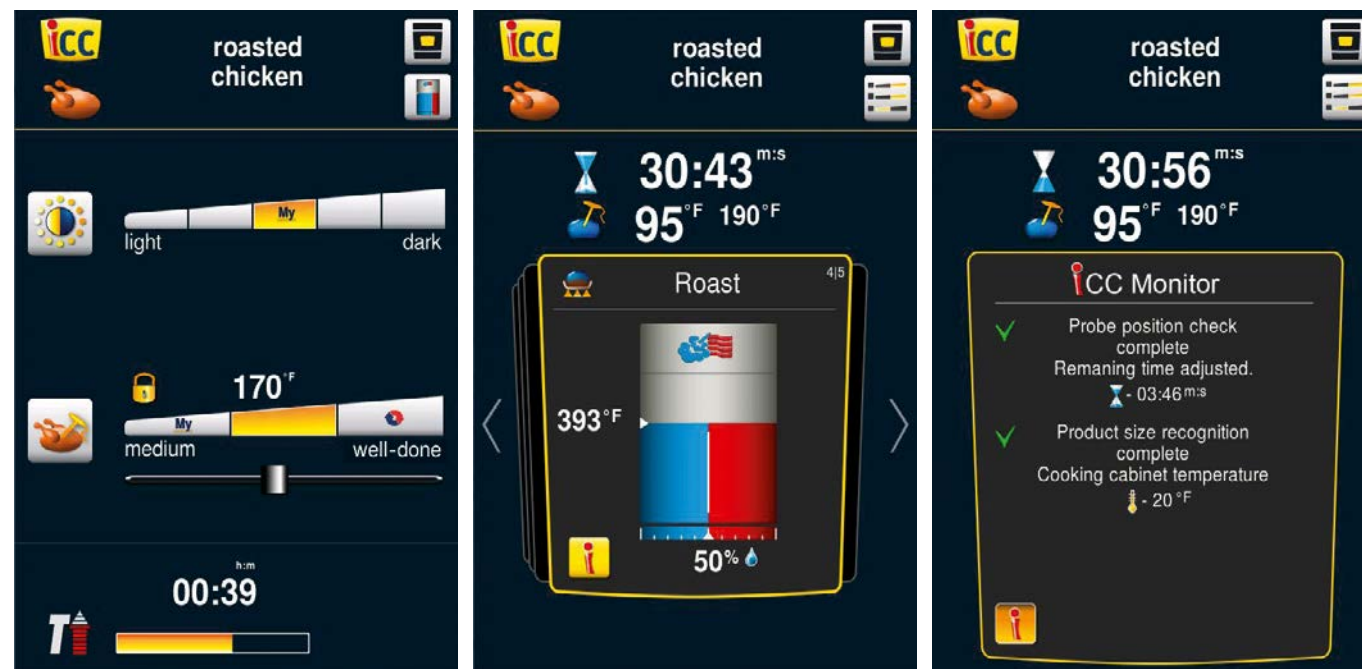 iCC
roasted
chicken
My
light
dark
170°F
My
medium
well-done
h:m
00:39
T
iCC
roasted
chicken
30:43 m:s
95°F 190°F
Roast
4|5
393°F
i
50%
iCC
roasted
chicken
30:56 m:s
95°F 190°F
iCC Monitor
Probe position check
complete
Remaning time adjusted.
- 03:46 m:s
Product size recognition
complete
Cooking cabinet temperature
- 20 °F
i